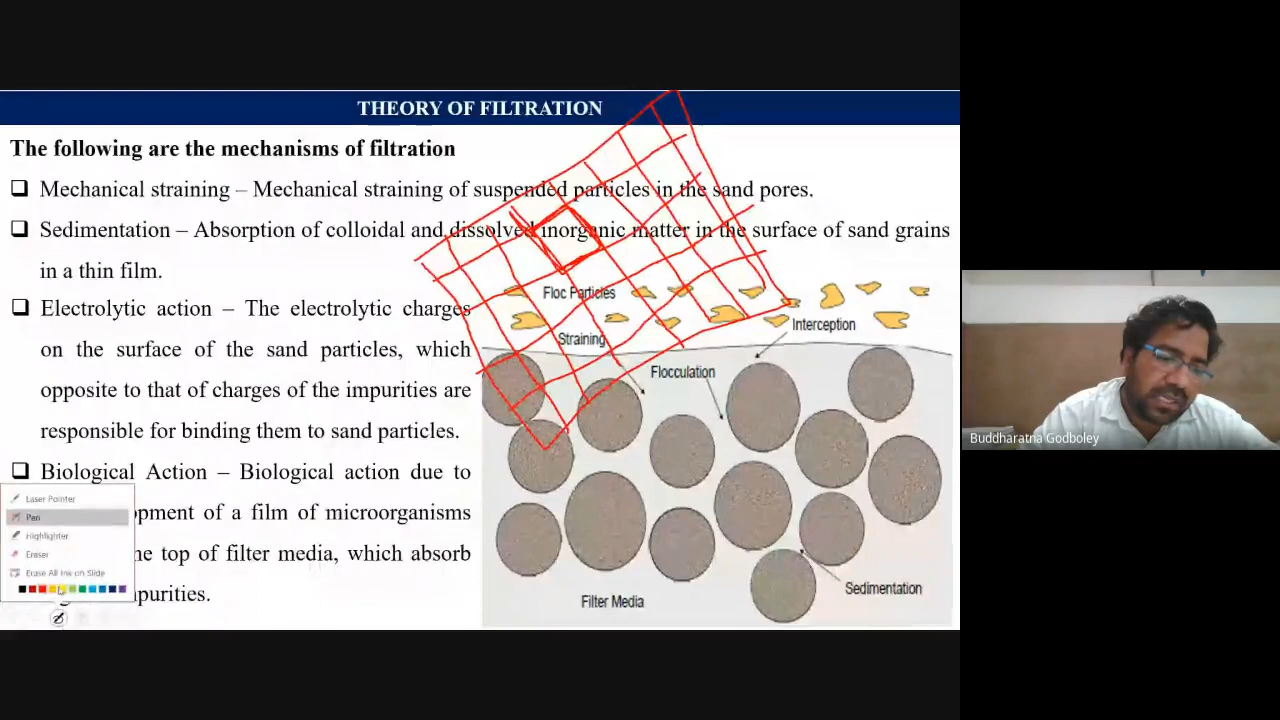 THEORY OF FILTRATION
The following are the mechanisms of filtration
Mechanical straining – Mechanical straining of suspended particles in the sand pores.
Sedimentation – Absorption of colloidal and dissolved inorganic matter in the surface of sand grains
in a thin film.
Electrolytic action – The electrolytic charges
on the surface of the sand particles, which
opposite to that of charges of the impurities are
responsible for binding them to sand particles.
Biological Action – Biological action due to
opment of a film of microorganisms
he top of filter media, which absorb
purities.
Floc Particles
Straining
Interception
Flocculation
Sedimentation
Filter Media
Laser Pointer
Pen
Highlighter
Eraser
Erase All Ink on Slide
Buddharatna Godboley